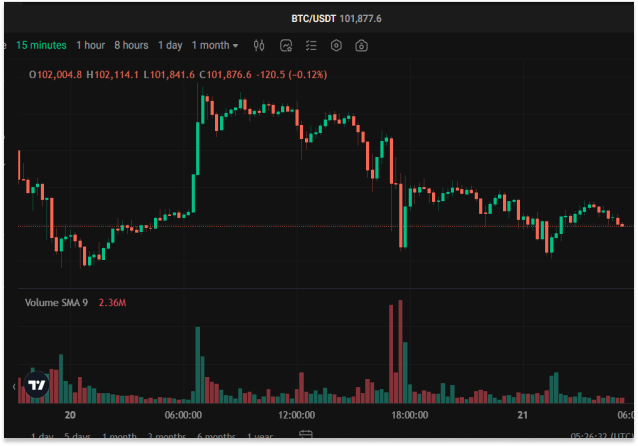 BTC/USDT 101,877.6
15 minutes 1 hour 8 hours 1 day 1 month
O102,004.8 H102,114.1 L101,841.6 C101,876.6 -120.5 (−0.12%)
Volume SMA 9 2.36M
20 06:00:00 12:00:00 18:00:00 21 06:0
1 day 5 days 1 month 3 months 6 months 1 year 05:26:32 (UTC)